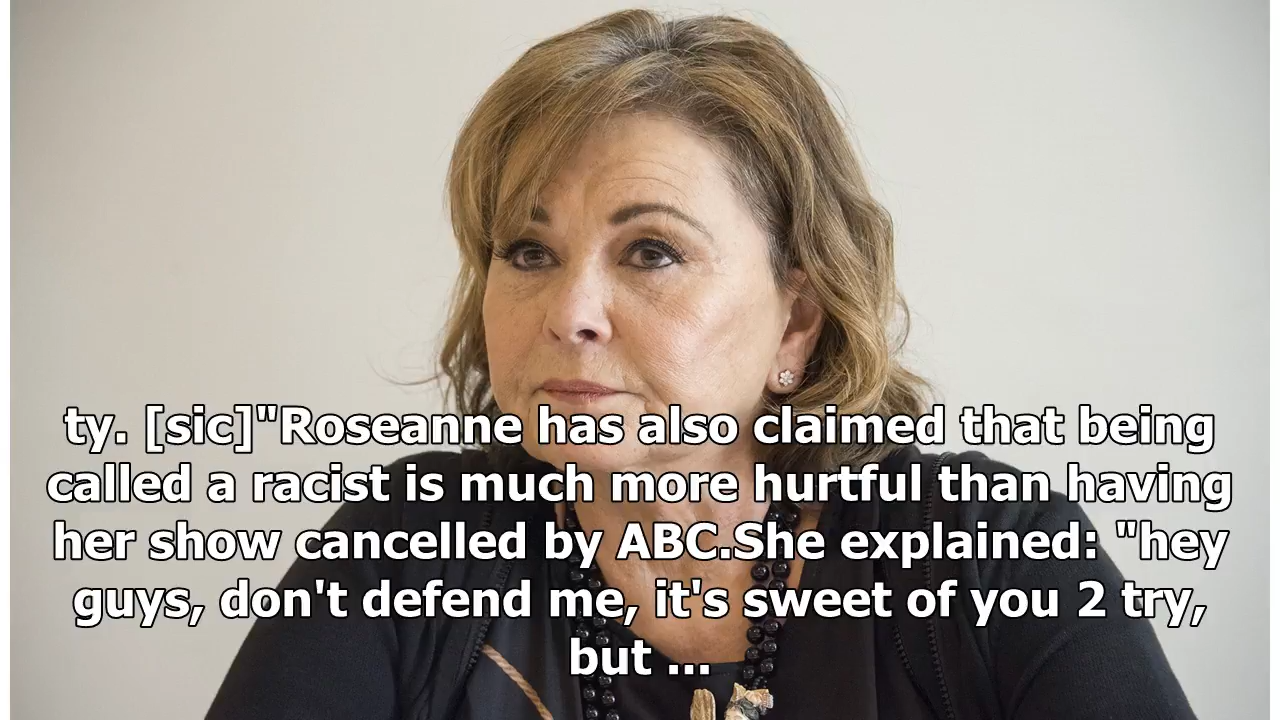 ty. [sic]"Roseanne has also claimed that being
called a racist is much more hurtful than having
her show cancelled by ABC.She explained: "hey
guys, don't defend me, it's sweet of you 2 try,
but ...